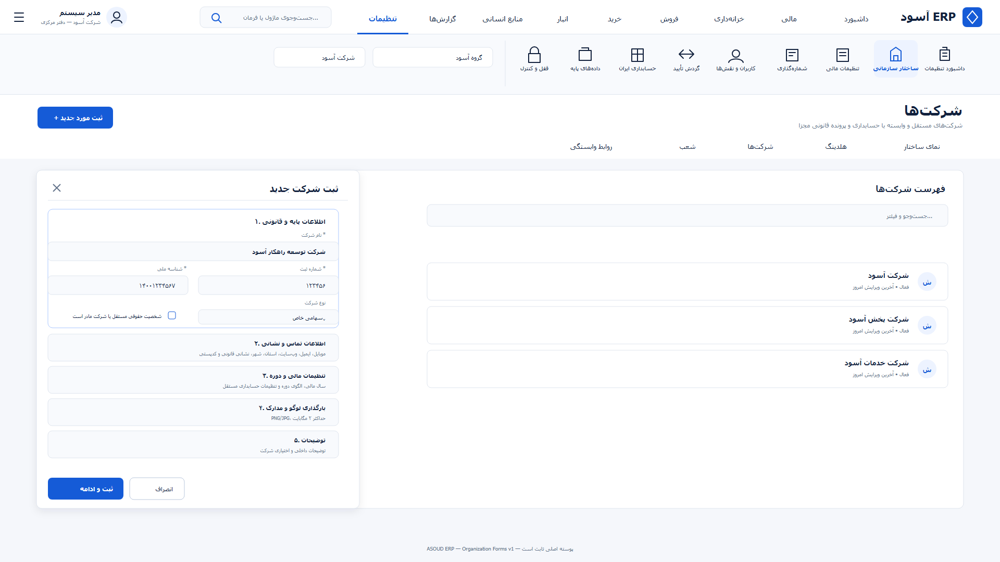 ERP آسود
داشبورد
مالی
خزانه‌داری
فروش
خرید
انبار
منابع انسانی
گزارش‌ها
تنظیمات
جست‌وجوی ماژول یا فرمان...
مدیر سیستم
شرکت آسود — دفتر مرکزی
داشبورد تنظیمات
ساختار سازمانی
تنظیمات مالی
شماره‌گذاری
کاربران و نقش‌ها
گردش تأیید
حسابداری ایران
داده‌های پایه
قفل و کنترل
گروه آسود
شرکت آسود
شرکت‌ها
شرکت‌های مستقل و وابسته با حسابداری و پرونده قانونی مجزا
ثبت مورد جدید +
نمای ساختار
هلدینگ
شرکت‌ها
شعب
روابط وابستگی
فهرست شرکت‌ها
جست‌وجو و فیلتر...
ش
شرکت آسود
فعال • آخرین ویرایش امروز
ش
شرکت پخش آسود
فعال • آخرین ویرایش امروز
ش
شرکت خدمات آسود
فعال • آخرین ویرایش امروز
ثبت شرکت جدید
۱. اطلاعات پایه و قانونی
نام شرکت *
شرکت توسعه راهکار آسود
شماره ثبت *
شناسه ملی *
۱۲۳۴۵۶
۱۴۰۰۱۲۳۴۵۶۷
نوع شرکت
سهامی خاص
شخصیت حقوقی مستقل یا شرکت مادر است
۲. اطلاعات تماس و نشانی
موبایل، ایمیل، وب‌سایت، استان، شهر، نشانی قانونی و کدپستی
۳. تنظیمات مالی و دوره
سال مالی، الگوی دوره و تنظیمات حسابداری مستقل
۴. بارگذاری لوگو و مدارک
PNG/JPG، حداکثر ۲ مگابایت
۵. توضیحات
توضیحات داخلی و اختیاری شرکت
انصراف
ثبت و ادامه
ASOUD ERP — Organization Forms v1 — پوسته اصلی ثابت است